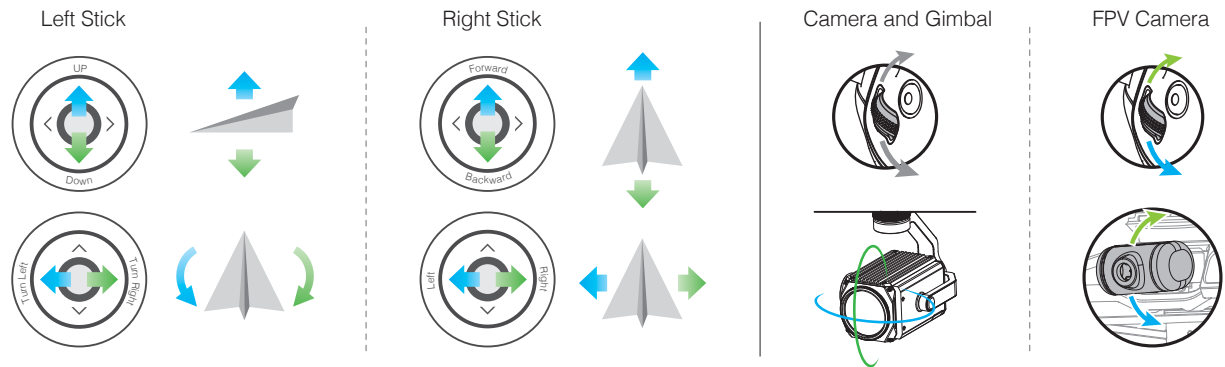 Left Stick
Right Stick
Camera and Gimbal
FPV Camera
UP
Down
Forward
Backward
Turn Left
Turn Right
Left
Right